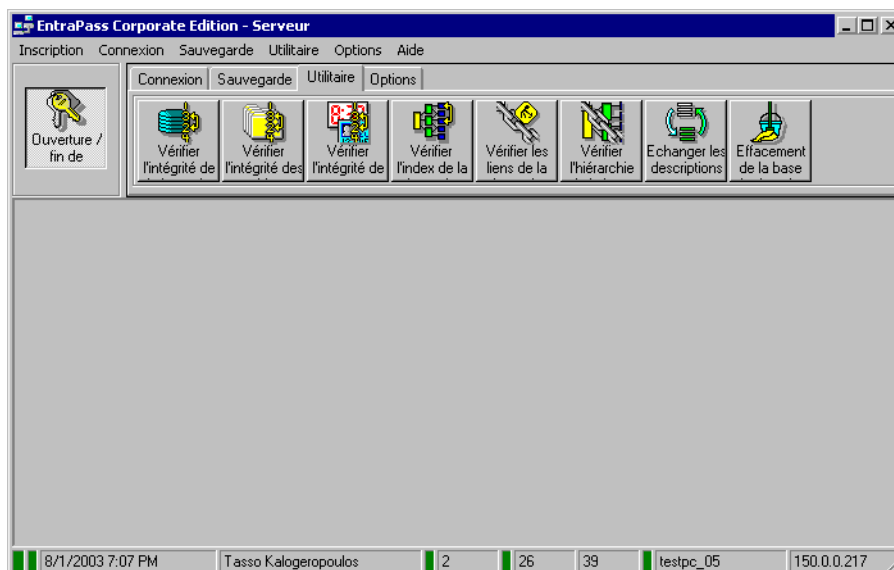 EntraPass Corporate Edition - Serveur
Inscription Connexion Sauvegarde Utilitaire Options Aide
Connexion Sauvegarde Utilitaire Options
Ouverture /
fin de
Vérifier
l'intégrité de
Vérifier
l'intégrité des
8:2
Vérifier
l'intégrité de
Vérifier
l'index de la
Vérifier les
liens de la
Vérifier
l'hiérarchie
Echanger les
descriptions
Effacement
de la base
8/1/2003 7:07 PM Tasso Kalogeropoulos 2 26 39 testpc_05 150.0.0.217